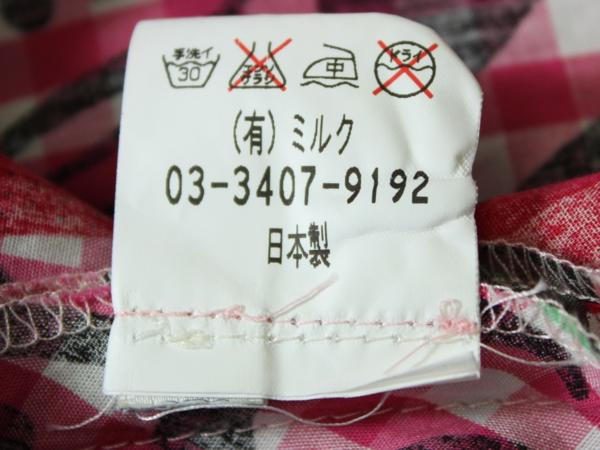 手洗イ 30 エンソ サラシ 中 ドライ
(有)ミルク
03-3407-9192
日本製